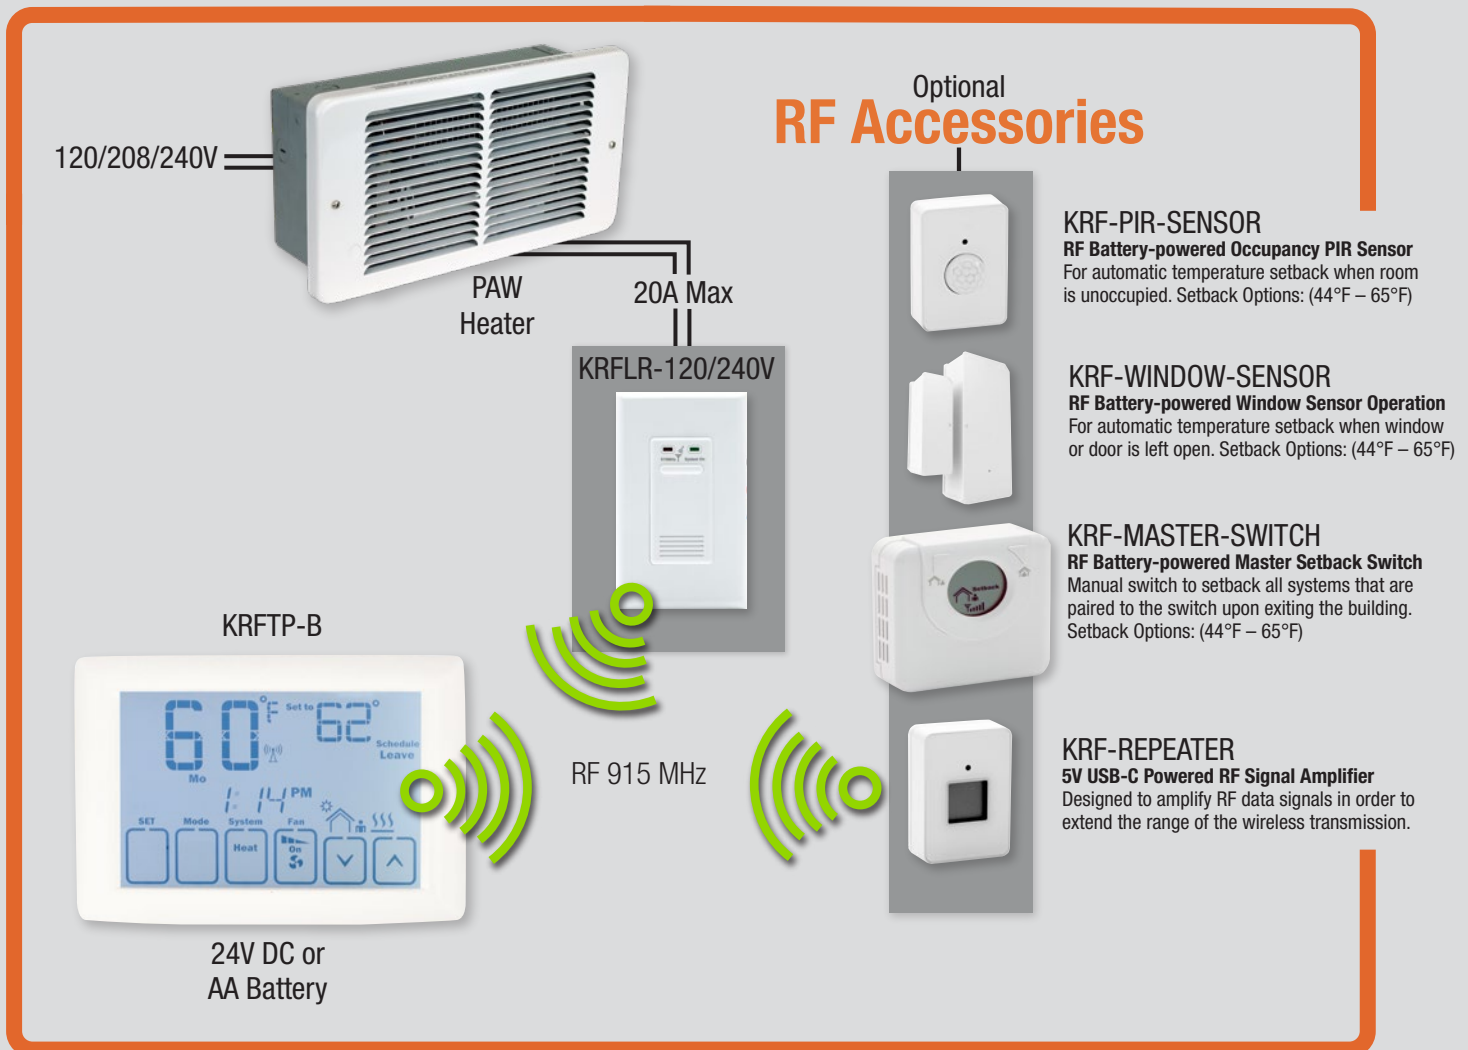 Optional
RF Accessories
120/208/240V
PAW
Heater
20A Max
KRFLR-120/240V
System On
KRFTP-B
60°F
Set to 62°
Schedule
Leave
Mo
1:14 PM
SET
Mode
System
Fan
Heat
On
24V DC or
AA Battery
RF 915 MHz
KRF-PIR-SENSOR
RF Battery-powered Occupancy PIR Sensor
For automatic temperature setback when room
is unoccupied. Setback Options: (44°F – 65°F)
KRF-WINDOW-SENSOR
RF Battery-powered Window Sensor Operation
For automatic temperature setback when window
or door is left open. Setback Options: (44°F – 65°F)
Setback
KRF-MASTER-SWITCH
RF Battery-powered Master Setback Switch
Manual switch to setback all systems that are
paired to the switch upon exiting the building.
Setback Options: (44°F – 65°F)
KRF-REPEATER
5V USB-C Powered RF Signal Amplifier
Designed to amplify RF data signals in order to
extend the range of the wireless transmission.